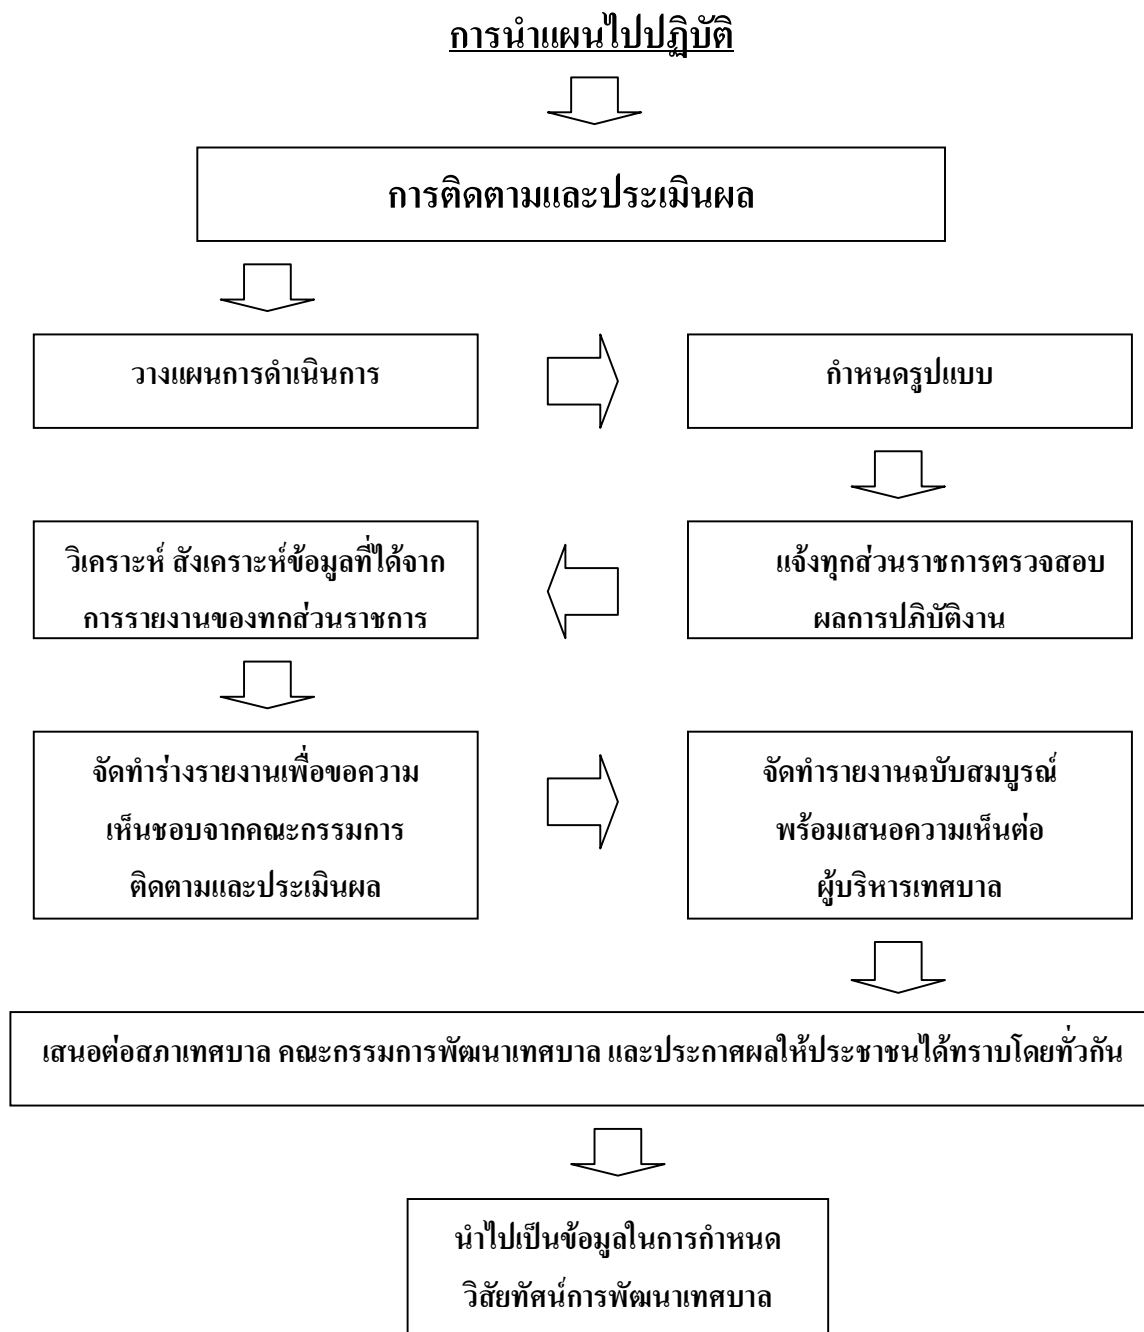 การนำแผนไปปฏิบัติ
การติดตามและประเมินผล
วางแผนการดำเนินการ
กำหนดรูปแบบ
แจ้งทุกส่วนราชการตรวจสอบ
ผลการปฏิบัติงาน
วิเคราะห์ สังเคราะห์ข้อมูลที่ได้จาก
การรายงานของทกส่วนราชการ
จัดทำร่างรายงานเพื่อขอความ
เห็นชอบจากคณะกรรมการ
ติดตามและประเมินผล
จัดทำรายงานฉบับสมบูรณ์
พร้อมเสนอความเห็นต่อ
ผู้บริหารเทศบาล
เสนอต่อสภาเทศบาล คณะกรรมการพัฒนาเทศบาล และประกาศผลให้ประชาชนได้ทราบโดยทั่วกัน
นำไปเป็นข้อมูลในการกำหนด
วิสัยทัศน์การพัฒนาเทศบาล